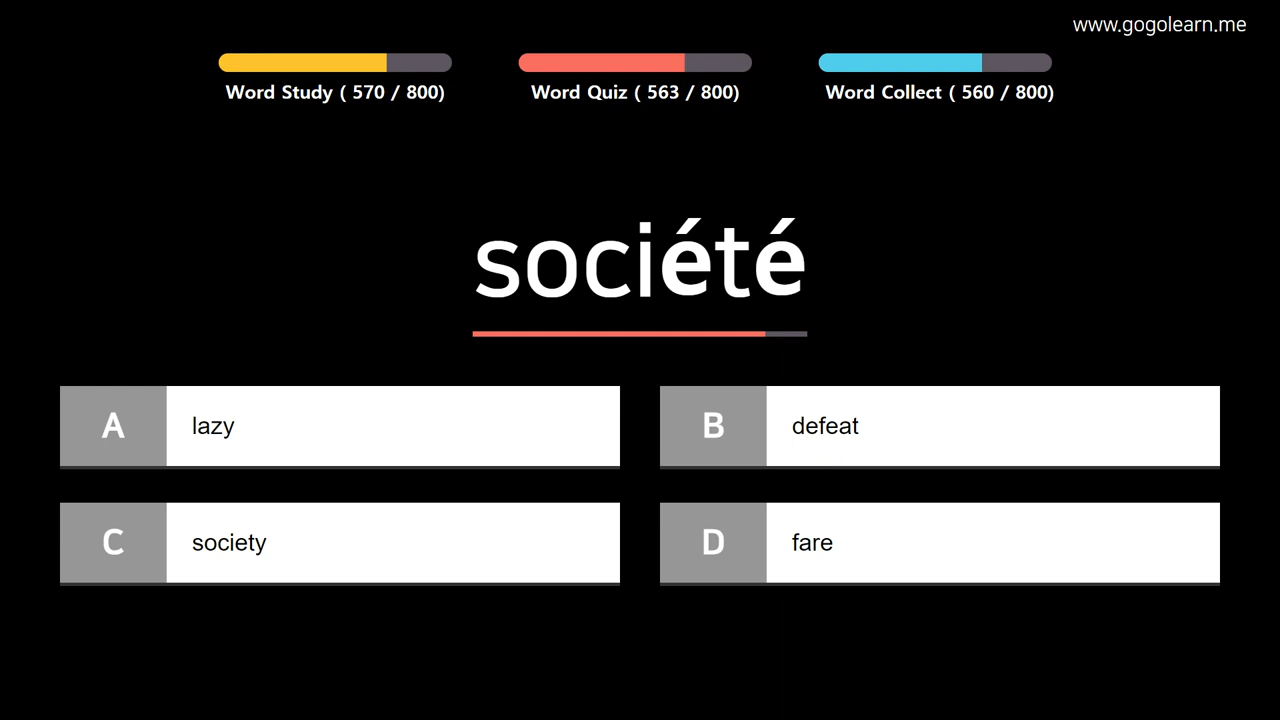 www.gogolearn.me
Word Study ( 570 / 800)
Word Quiz ( 563 / 800)
Word Collect ( 560 / 800)
société
A lazy
B defeat
C society
D fare